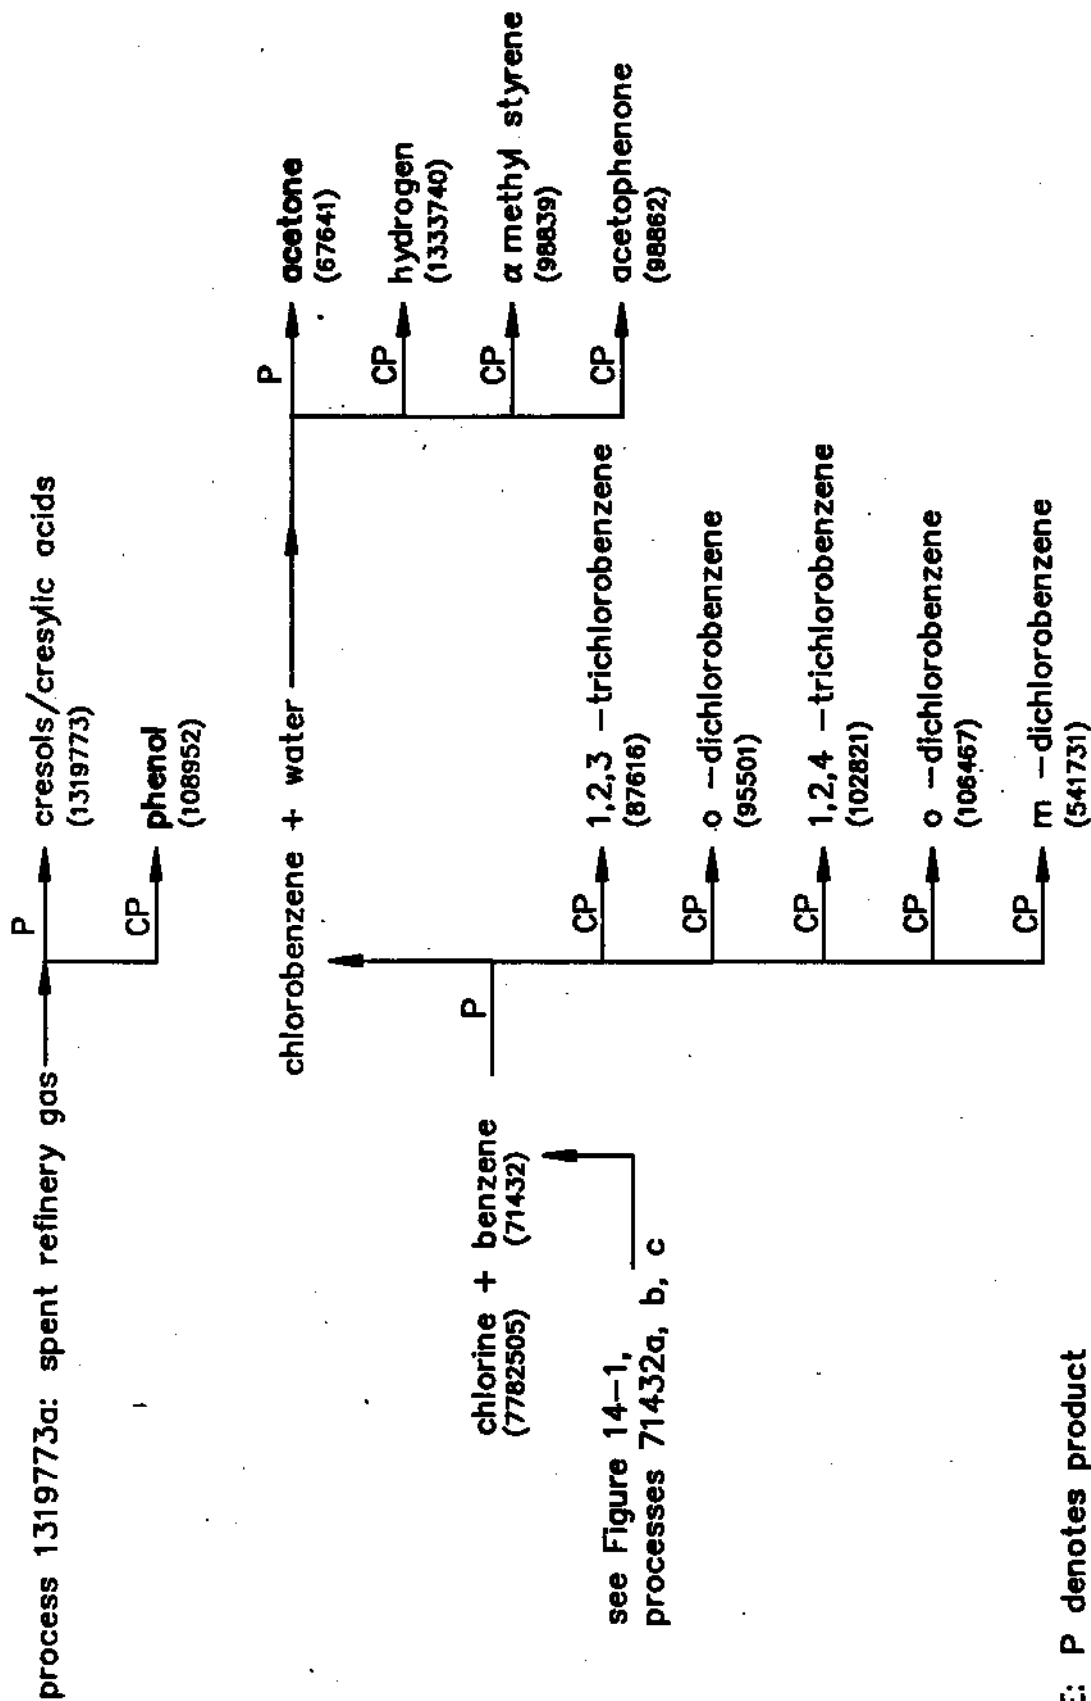 process 1319773a: spent refinery gas
P
cresols/cresylic acids
(1319773)
CP
phenol
(108952)
chlorobenzene + water
P
acetone
(67641)
CP
hydrogen
(1333740)
CP
α methyl styrene
(98839)
CP
acetophenone
(98862)
chlorine + benzene
(7782505) (71432)
P
see Figure 14-1,
processes 71432a, b, c
CP
1,2,3 -trichlorobenzene
(87616)
CP
o -dichlorobenzene
(95501)
CP
1,2,4 -trichlorobenzene
(102821)
CP
o -dichlorobenzene
(106467)
CP
m -dichlorobenzene
(541731)
E: P denotes product